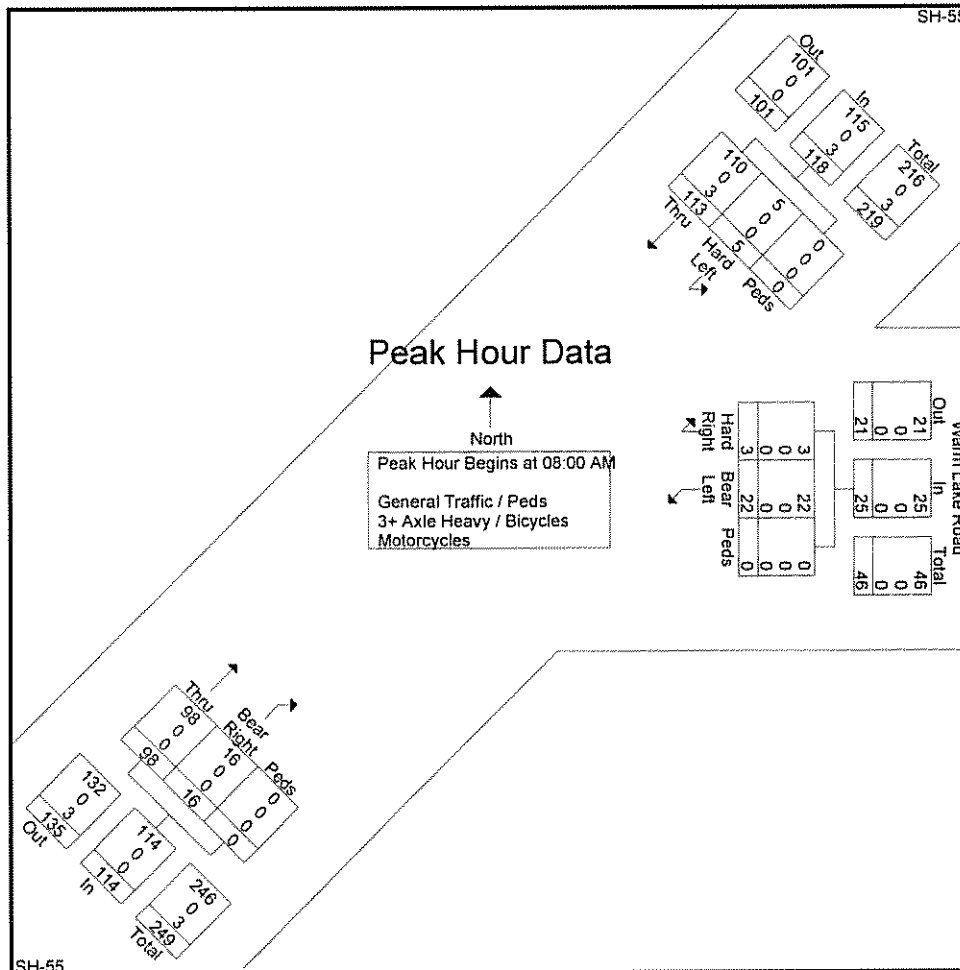 SH-55
Out
101
0
0
101
In
115
0
3
118
Total
216
0
3
219
110
0
3
113
5
0
0
5
0
0
0
0
Thru
Hard
Left
Peds
Peak Hour Data
North
Peak Hour Begins at 08:00 AM
General Traffic / Peds
3+ Axle Heavy / Bicycles
Motorcycles
Warm Lake Road
Out
21
0
0
21
In
25
0
0
25
Total
46
0
0
46
Hard
Right
3
0
0
3
Bear
Left
22
0
0
22
Peds
0
0
0
0
Thru
98
0
0
98
Bear
Right
16
0
0
16
Peds
0
0
0
0
132
0
3
135
Out
114
0
0
114
In
246
0
3
249
Total
SH-55